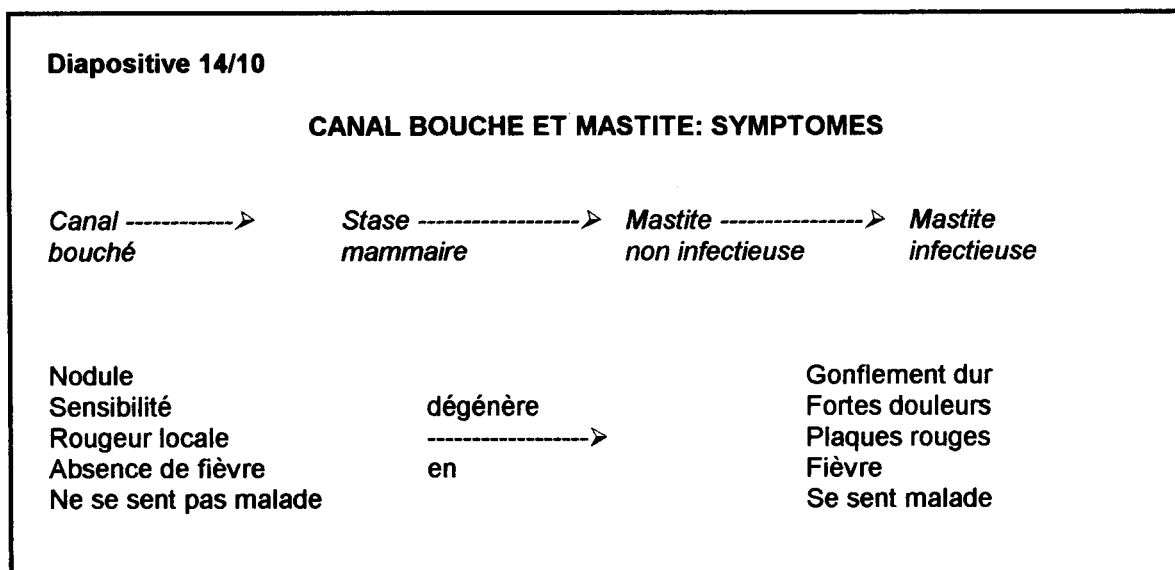 Diapositive 14/10
CANAL BOUCHE ET MASTITE: SYMPTOMES
Canal ------------> Stase -----------------> Mastite ---------------> Mastite
bouché mammaire non infectieuse infectieuse
Nodule Gonflement dur
Sensibilité dégénère Fortes douleurs
Rougeur locale -----------------> Plaques rouges
Absence de fièvre en Fièvre
Ne se sent pas malade Se sent malade